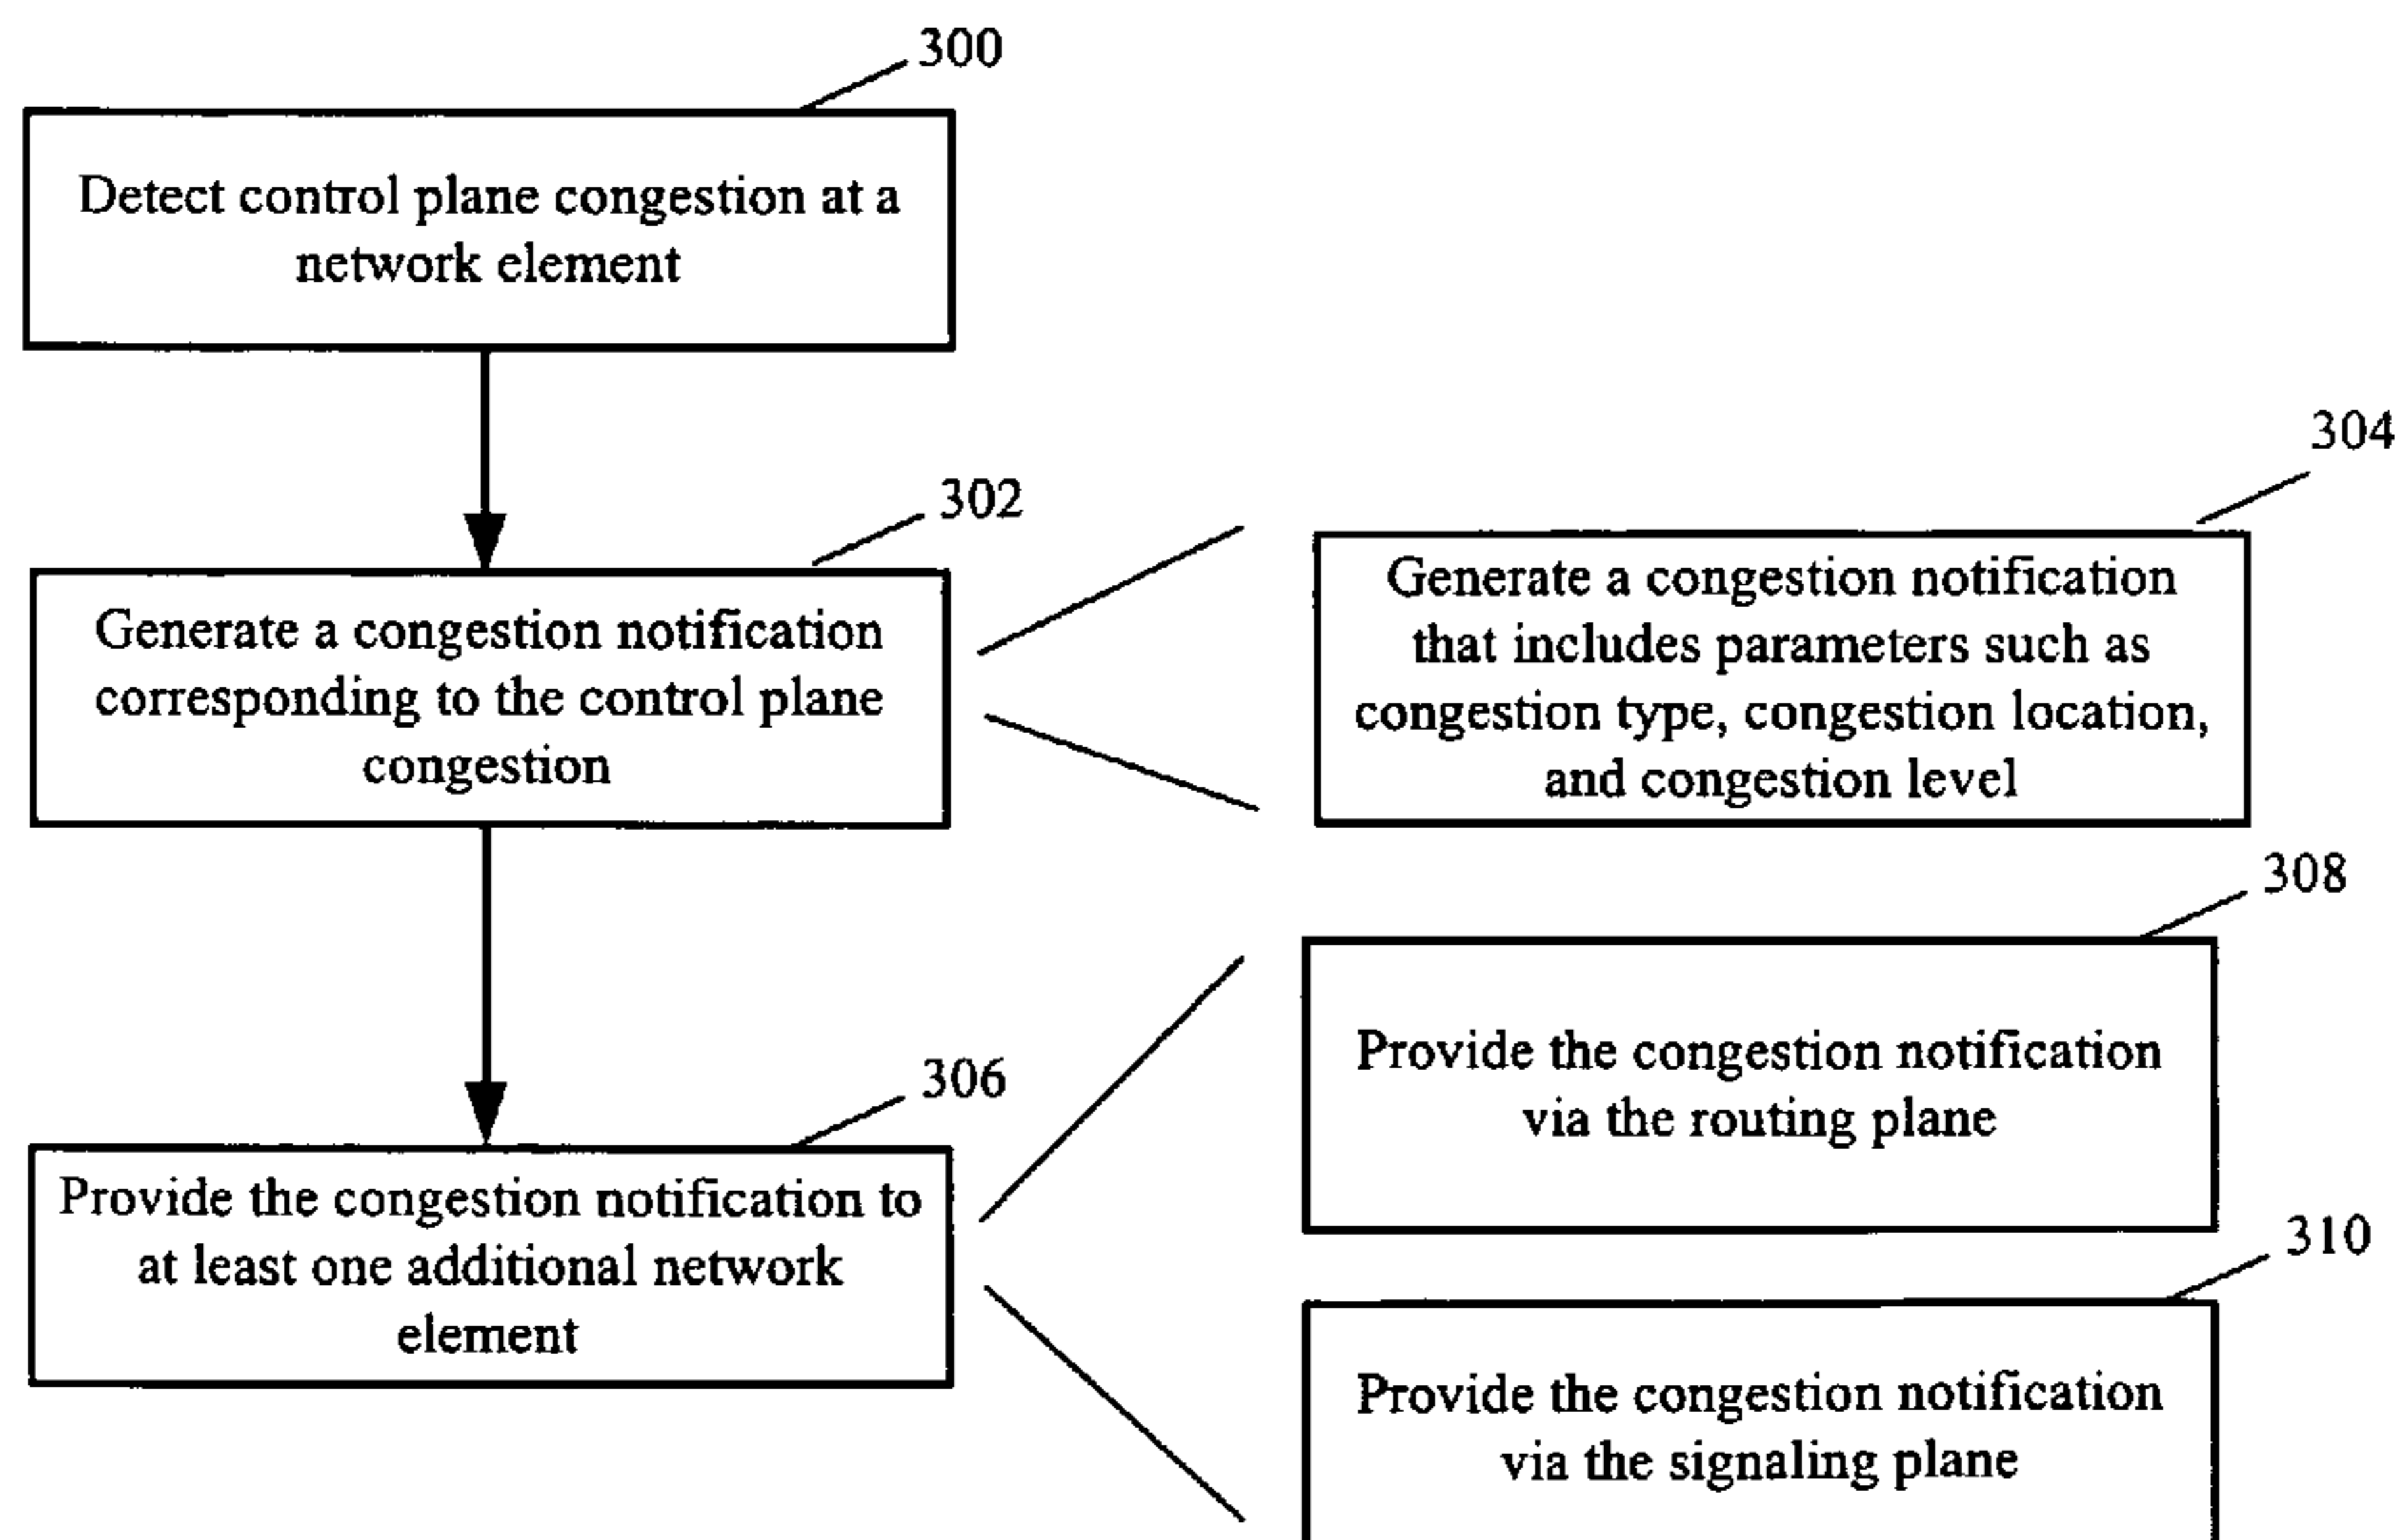 300
Detect control plane congestion at a
network element
302
Generate a congestion notification
corresponding to the control plane
congestion
304
Generate a congestion notification
that includes parameters such as
congestion type, congestion location,
and congestion level
306
Provide the congestion notification to
at least one additional network
element
308
Provide the congestion notification
via the routing plane
310
Provide the congestion notification
via the signaling plane